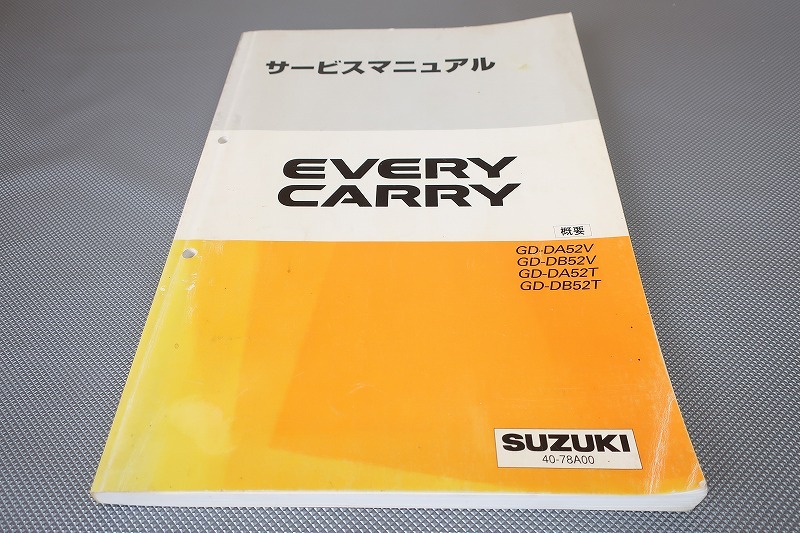 サービスマニュアル
EVERY
CARRY
概要
GD-DA52V
GD-DB52V
GD-DA52T
GD-DB52T
SUZUKI
40-78A00